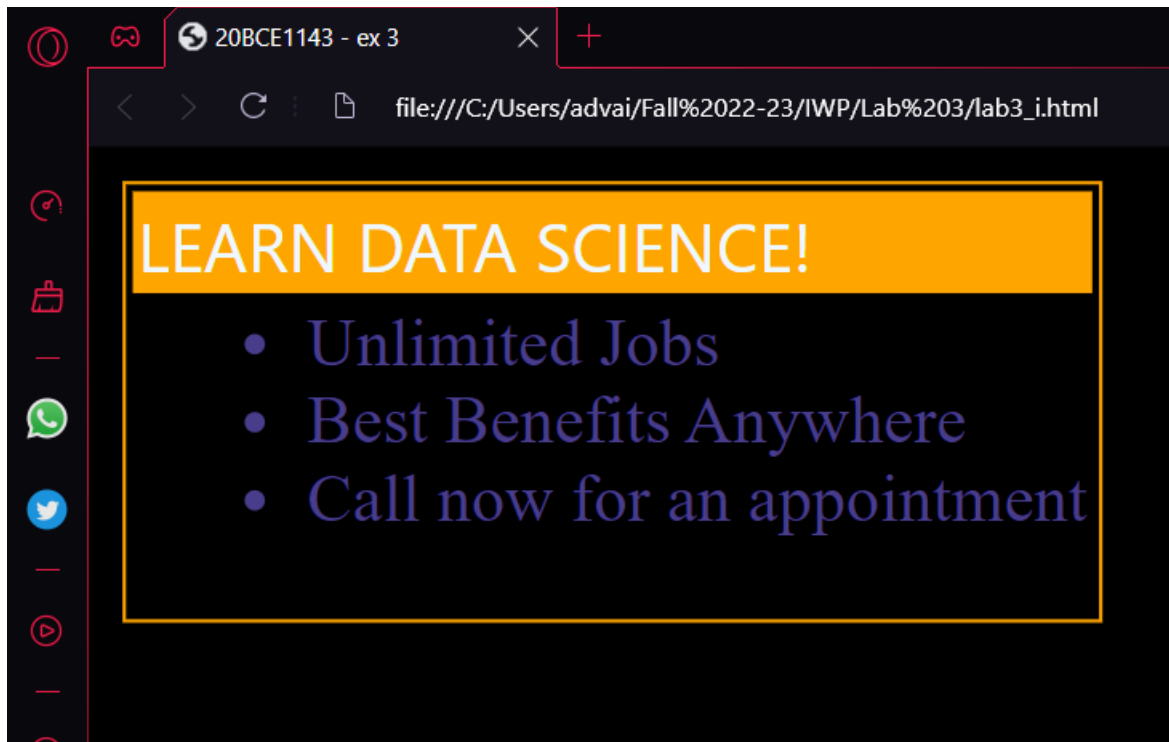 20BCE1143 - ex 3
file:///C:/Users/advai/Fall%2022-23/IWP/Lab%203/lab3_i.html
LEARN DATA SCIENCE!
• Unlimited Jobs
• Best Benefits Anywhere
• Call now for an appointment